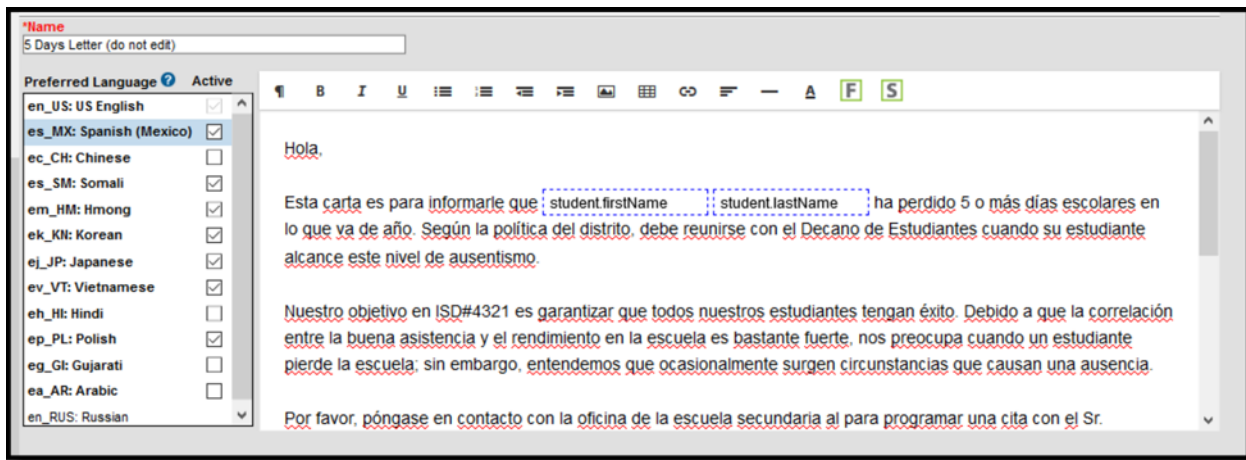 *Name
5 Days Letter (do not edit)
Preferred Language ? Active
en_US: US English
es_MX: Spanish (Mexico)
ec_CH: Chinese
es_SM: Somali
em_HM: Hmong
ek_KN: Korean
ej_JP: Japanese
ev_VT: Vietnamese
eh_HI: Hindi
ep_PL: Polish
eg_GI: Gujarati
ea_AR: Arabic
en_RUS: Russian
¶ B I U A F S
Hola,
Esta carta es para informarle que student.firstName student.lastName ha perdido 5 o más días escolares en
lo que va de año. Según la política del distrito, debe reunirse con el Decano de Estudiantes cuando su estudiante
alcance este nivel de ausentismo.
Nuestro objetivo en ISD#4321 es garantizar que todos nuestros estudiantes tengan éxito. Debido a que la correlación
entre la buena asistencia y el rendimiento en la escuela es bastante fuerte, nos preocupa cuando un estudiante
pierde la escuela; sin embargo, entendemos que ocasionalmente surgen circunstancias que causan una ausencia.
Por favor, póngase en contacto con la oficina de la escuela secundaria al para programar una cita con el Sr.